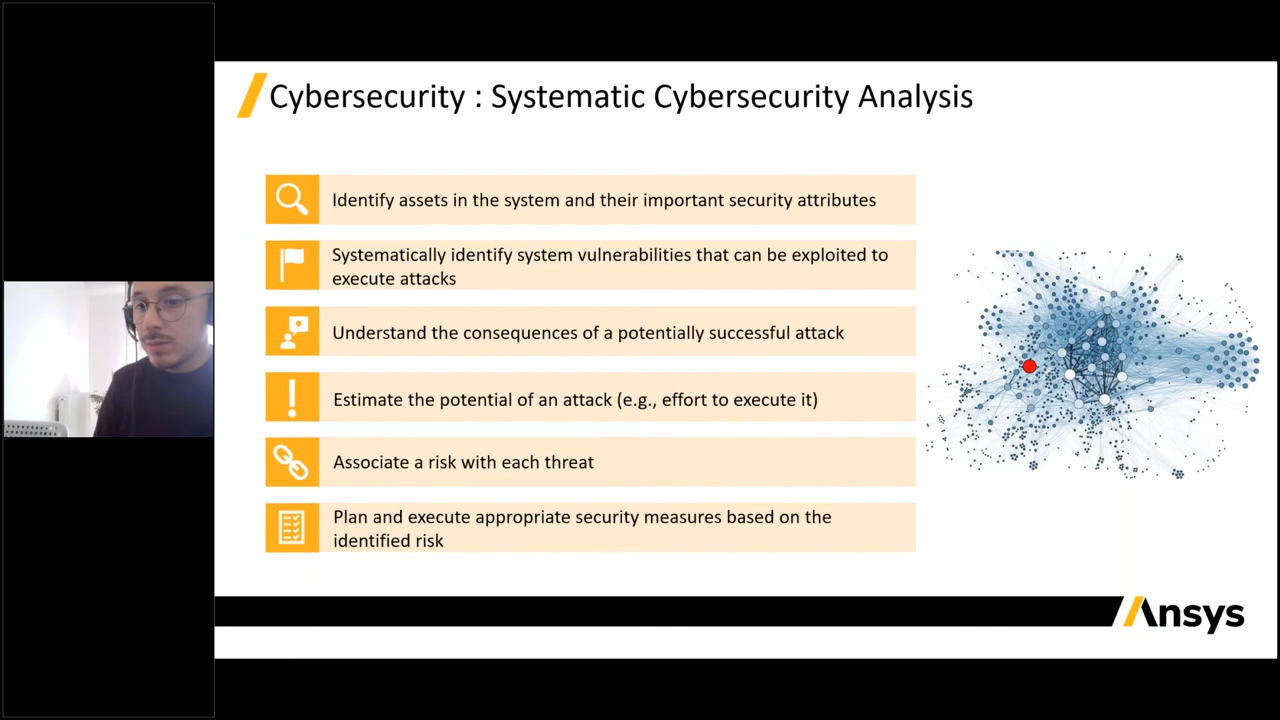 Cybersecurity : Systematic Cybersecurity Analysis
Identify assets in the system and their important security attributes
Systematically identify system vulnerabilities that can be exploited to
execute attacks
Understand the consequences of a potentially successful attack
Estimate the potential of an attack (e.g., effort to execute it)
Associate a risk with each threat
Plan and execute appropriate security measures based on the
identified risk
Ansys